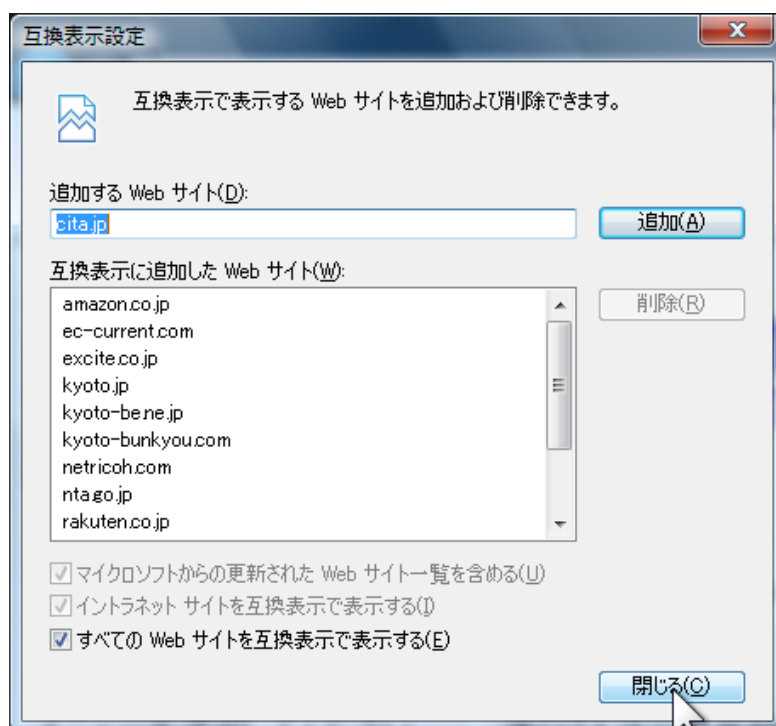 互換表示設定
互換表示で表示する Web サイトを追加および削除できます。
追加する Web サイト(D):
cita.jp
追加(A)
互換表示に追加した Web サイト(W):
amazon.co.jp
削除(R)
ec-current.com
excite.co.jp
kyoto.jp
kyoto-be.ne.jp
kyoto-bunkyou.com
netricoh.com
nta.go.jp
rakuten.co.jp
マイクロソフトからの更新された Web サイト一覧を含める(U)
イントラネット サイトを互換表示で表示する(I)
すべての Web サイトを互換表示で表示する(E)
閉じる(C)